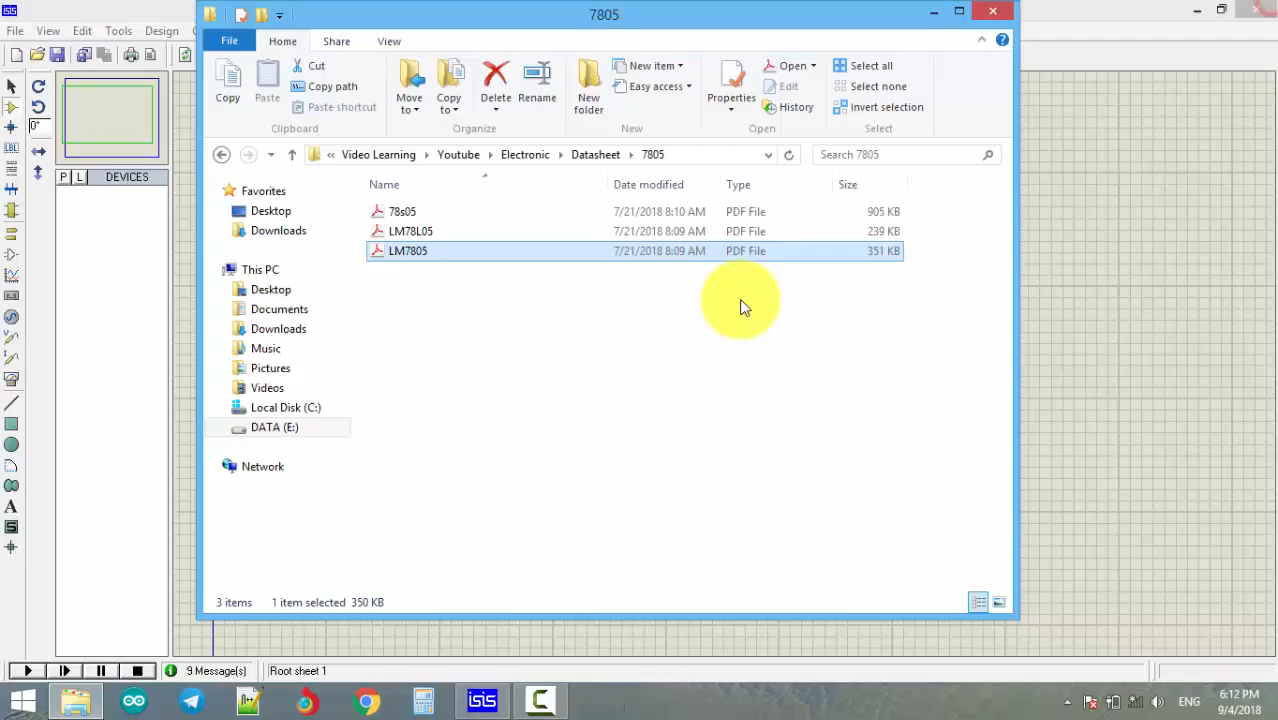 isis
7805
File View Edit Tools Design
File Home Share View
Copy
Paste
Cut
Copy path
Paste shortcut
Clipboard
Move
to
Copy
to
Delete
Rename
Organize
New
folder
New item
Easy access
New
Properties
Open
Edit
History
Open
Select all
Select none
Invert selection
Select
« Video Learning Youtube Electronic Datasheet 7805
Search 7805
0°
LBL
P L DEVICES
A
S
Name Date modified Type Size
78s05 7/21/2018 8:10 AM PDF File 905 KB
LM78L05 7/21/2018 8:09 AM PDF File 239 KB
LM7805 7/21/2018 8:09 AM PDF File 351 KB
Favorites
Desktop
Downloads
This PC
Desktop
Documents
Downloads
Music
Pictures
Videos
Local Disk (C:)
DATA (E:)
Network
3 items 1 item selected 350 KB
9 Message(s) Root sheet 1
isis
C
ENG
6:12 PM
9/4/2018